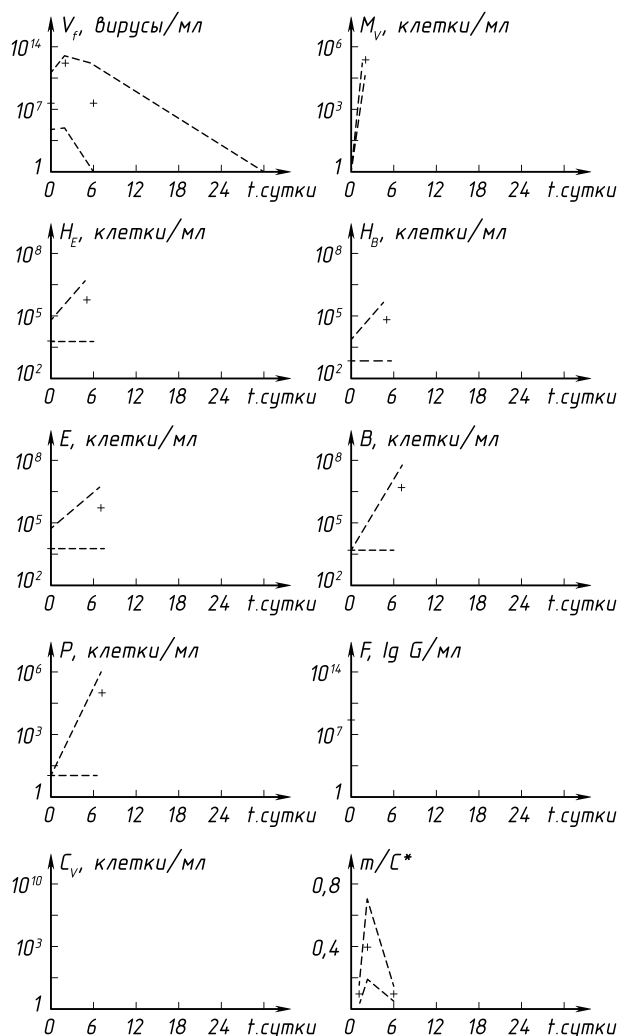 V_f, вирусы/мл
10^14
10^7
1
0 6 12 18 24 t.сутки
M_V, клетки/мл
10^6
10^3
1
0 6 12 18 24 t.сутки
H_E, клетки/мл
10^8
10^5
10^2
0 6 12 18 24 t.сутки
H_B, клетки/мл
10^8
10^5
10^2
0 6 12 18 24 t.сутки
E, клетки/мл
10^8
10^5
10^2
0 6 12 18 24 t.сутки
B, клетки/мл
10^8
10^5
10^2
0 6 12 18 24 t.сутки
P, клетки/мл
10^6
10^3
1
0 6 12 18 24 t.сутки
F, Ig G/мл
10^14
10^7
1
0 6 12 18 24 t.сутки
C_V, клетки/мл
10^10
10^3
1
0 6 12 18 24 t.сутки
m/C*
0,8
0,4
0 6 12 18 24 t.сутки